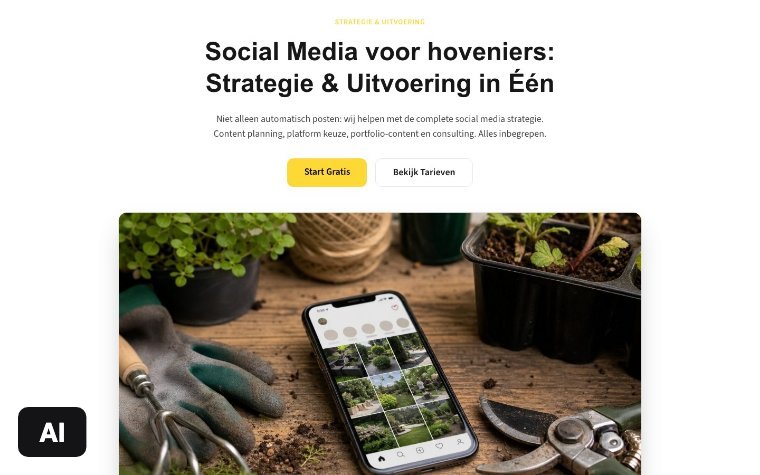 STRATEGIE & UITVOERING
Social Media voor hoveniers:
Strategie & Uitvoering in Één
Niet alleen automatisch posten: wij helpen met de complete social media strategie.
Content planning, platform keuze, portfolio-content en consulting. Alles inbegrepen.
Start Gratis
Bekijk Tarieven
AI